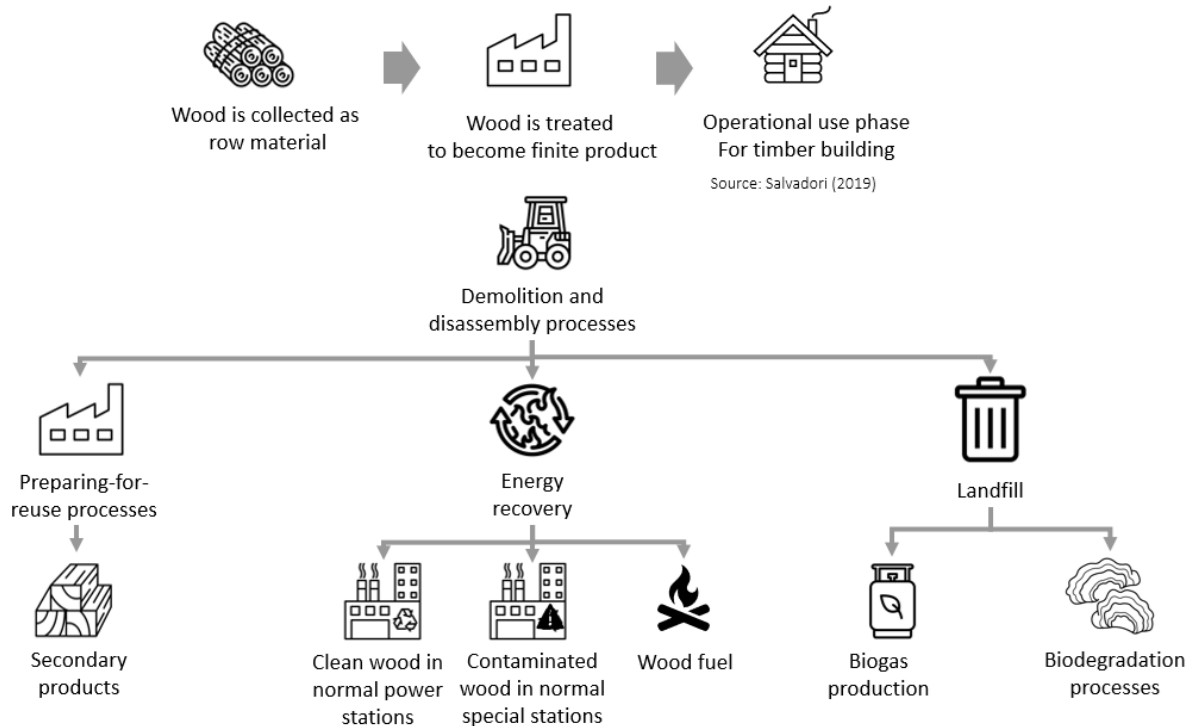 Wood is collected as
row material
Wood is treated
to become finite product
Operational use phase
For timber building
Source: Salvadori (2019)
Demolition and
disassembly processes
Preparing-for-
reuse processes
Energy
recovery
Landfill
Secondary
products
Clean wood in
normal power
stations
Contaminated
wood in normal
special stations
Wood fuel
Biogas
production
Biodegradation
processes